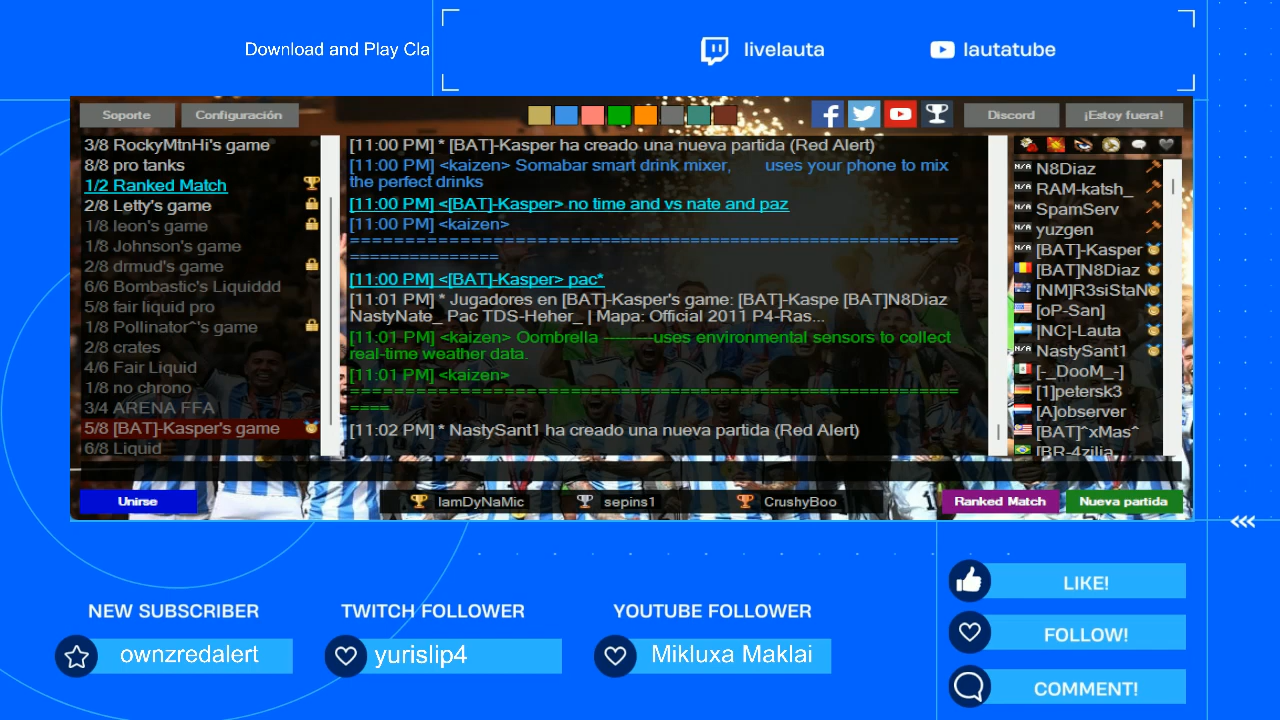 Download and Play Cla
livelauta
lautatube
Soporte
Configuración
Discord
¡Estoy fuera!
3/8 RockyMtnHi's game
8/8 pro tanks
1/2 Ranked Match
2/8 Letty's game
1/8 leon's game
1/8 Johnson's game
2/8 drmud's game
6/6 Bombastic's Liquiddd
5/8 fair liquid pro
1/8 Pollinator^'s game
2/8 crates
4/6 Fair Liquid
1/8 no chrono
3/4 ARENA FFA
5/8 [BAT]-Kasper's game
6/8 Liquid
[11:00 PM] * [BAT]-Kasper ha creado una nueva partida (Red Alert)
[11:00 PM] <kaizen> Somabar smart drink mixer, uses your phone to mix
the perfect drinks
[11:00 PM] <[BAT]-Kasper> no time and vs nate and paz
[11:00 PM] <kaizen>
[11:00 PM] <[BAT]-Kasper> pac*
[11:01 PM] * Jugadores en [BAT]-Kasper's game: [BAT]-Kaspe [BAT]N8Diaz
NastyNate_ Pac TDS-Heher_ | Mapa: Official 2011 P4-Ras...
[11:01 PM] <kaizen> Oombrella ---------uses environmental sensors to collect
real-time weather data.
[11:01 PM] <kaizen>
[11:02 PM] * NastySant1 ha creado una nueva partida (Red Alert)
N/A N8Diaz
N/A RAM-katsh_
N/A SpamServ
N/A yuzgen
N/A [BAT]-Kasper
[BAT]N8Diaz
[NM]R3siStaN
[oP-San]
|NC|-Lauta
N/A NastySant1
[-_DooM_-]
[1]petersk3
[A]observer
[BAT]^xMas^
[BR-4zilia
Unirse
IamDyNaMic
sepins1
CrushyBoo
Ranked Match
Nueva partida
NEW SUBSCRIBER
ownzredalert
TWITCH FOLLOWER
yurislip4
YOUTUBE FOLLOWER
Mikluxa Maklai
LIKE!
FOLLOW!
COMMENT!